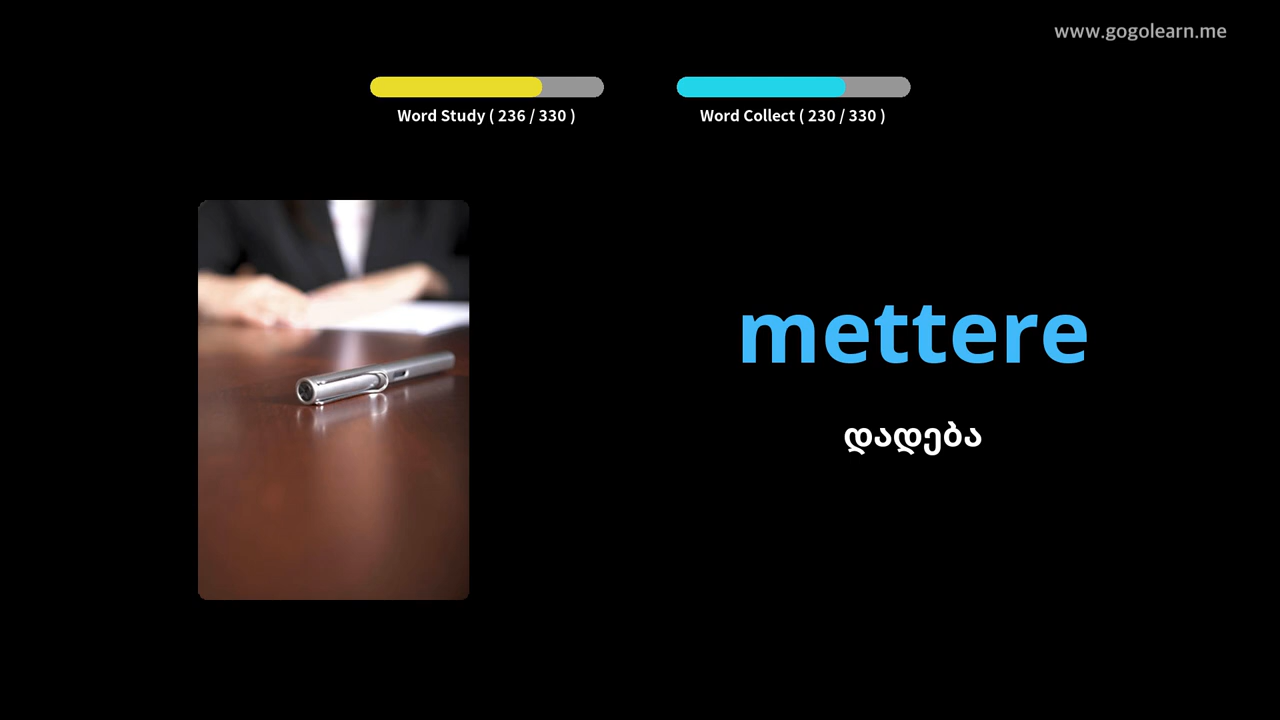 www.gogolearn.me
Word Study ( 236 / 330 )
Word Collect ( 230 / 330 )
mettere
დადება